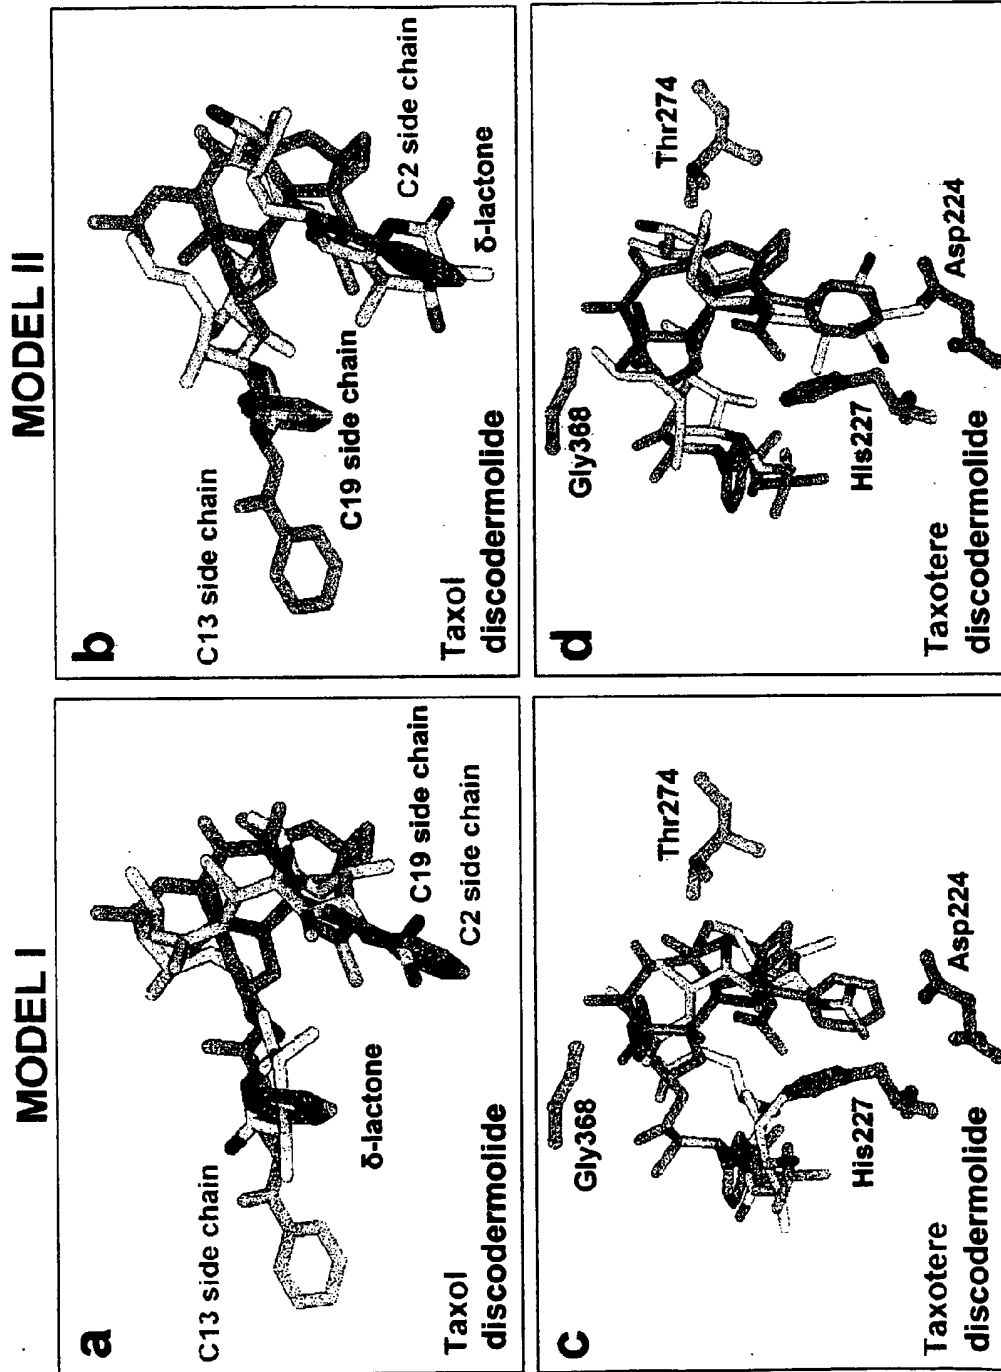 MODEL I
MODEL II
a
C13 side chain
δ-lactone
C19 side chain
C2 side chain
Taxol
discodermolide
b
C13 side chain
C19 side chain
C2 side chain
δ-lactone
Taxol
discodermolide
c
Gly368
Thr274
His227
Asp224
Taxotere
discodermolide
d
Gly368
Thr274
His227
Asp224
Taxotere
discodermolide